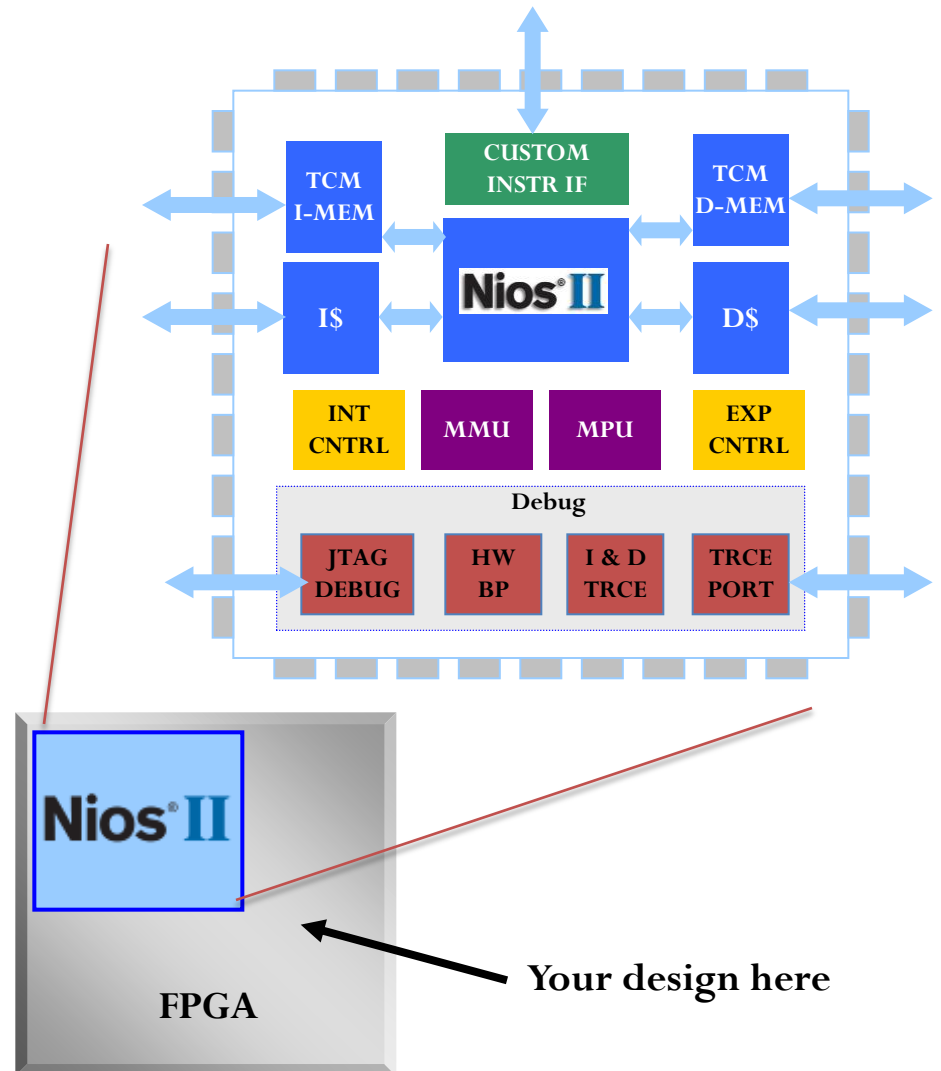 CUSTOM
INSTR IF
TCM
I-MEM
TCM
D-MEM
Nios® II
I$
D$
INT
CNTRL
MMU
MPU
EXP
CNTRL
Debug
JTAG
DEBUG
HW
BP
I & D
TRCE
TRCE
PORT
Nios® II
Your design here
FPGA